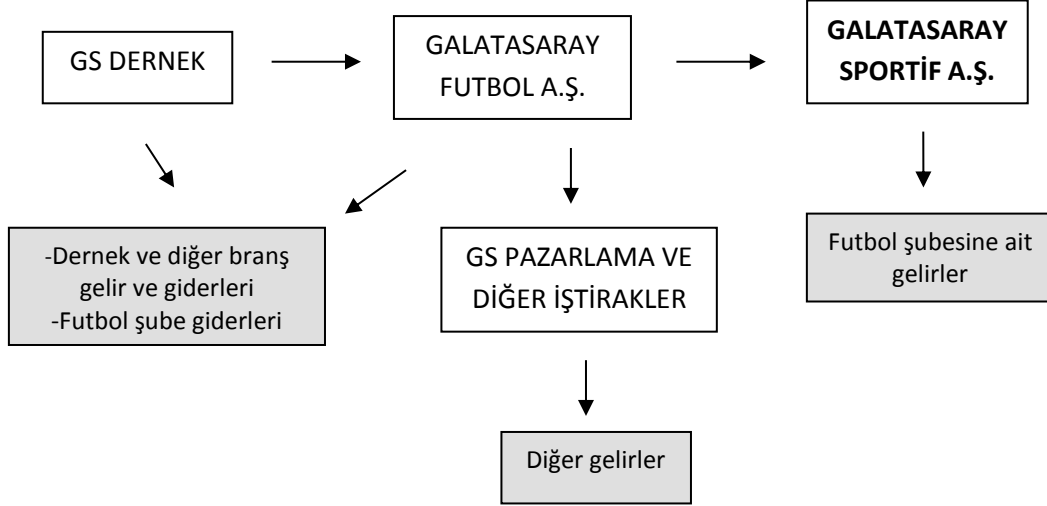 GS DERNEK
GALATASARAY
FUTBOL A.Ş.
GALATASARAY
SPORTİF A.Ş.
-Dernek ve diğer branş
gelir ve giderleri
-Futbol şube giderleri
GS PAZARLAMA VE
DİĞER İŞTİRAKLER
Futbol şubesine ait
gelirler
Diğer gelirler